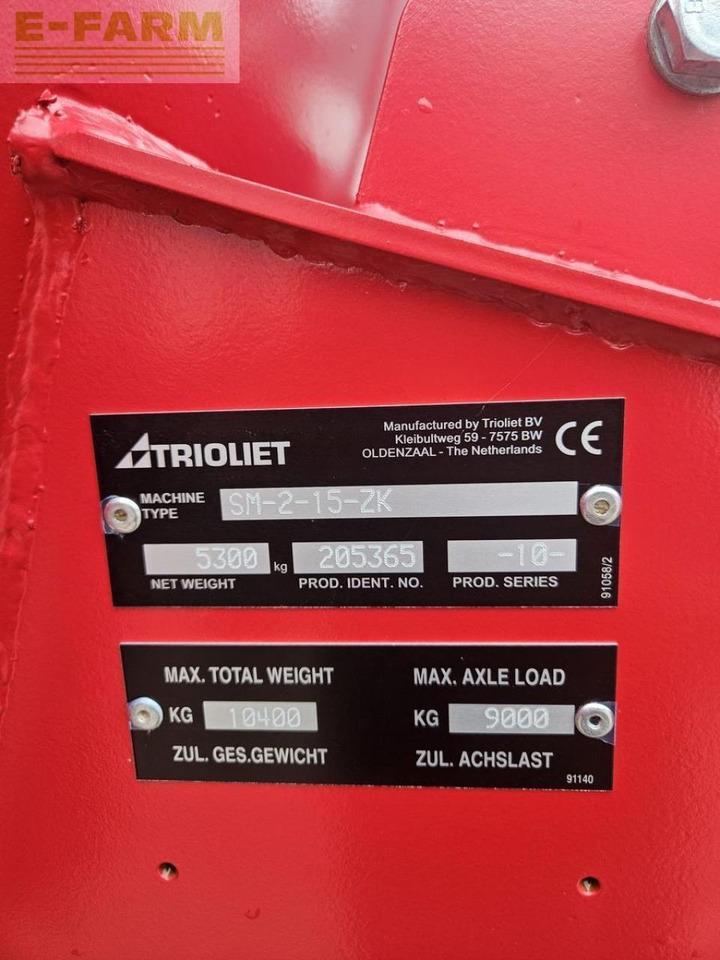 E-FARM
TRIOLIET
Manufactured by Trioliet BV
Kleibultweg 59 - 7575 BW
OLDENZAAL - The Netherlands
CE
MACHINE TYPE SM-2-15-ZK
5300 kg 205365 -10-
NET WEIGHT PROD. IDENT. NO. PROD. SERIES
91058/2
MAX. TOTAL WEIGHT MAX. AXLE LOAD
KG 10400 KG 9000
ZUL. GES.GEWICHT ZUL. ACHSLAST
91140